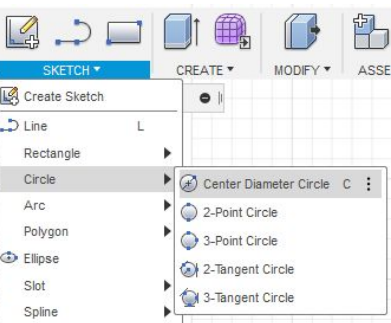 SKETCH CREATE MODIFY ASSE
Create Sketch
Line L
Rectangle
Circle
Center Diameter Circle C
Arc
2-Point Circle
Polygon
3-Point Circle
Ellipse
2-Tangent Circle
Slot
3-Tangent Circle
Spline